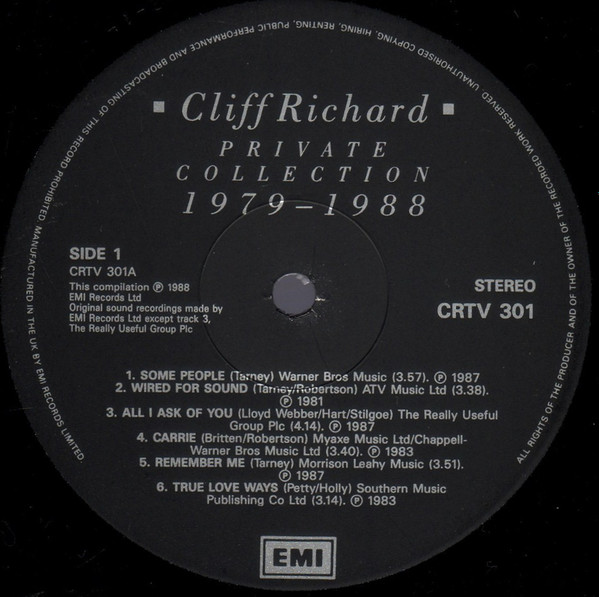 ALL RIGHTS OF THE PRODUCER AND OF THE OWNER OF THE RECORDED WORK RESERVED UNAUTHORISED COPYING, HIRING, RENTING, PUBLIC PERFORMANCE AND BROADCASTING OF THIS RECORD PROHIBITED MANUFACTURED IN THE UK BY EMI RECORDS LIMITED.
Cliff Richard
PRIVATE
COLLECTION
1979–1988
SIDE 1
CRTV 301A
This compilation ℗ 1988
EMI Records Ltd
Original sound recordings made by
EMI Records Ltd except track 3,
The Really Useful Group Plc
STEREO
CRTV 301
1. SOME PEOPLE (Tarney) Warner Bros Music (3.57). ℗ 1987
2. WIRED FOR SOUND (Tarney/Robertson) ATV Music Ltd (3.38).
℗ 1981
3. ALL I ASK OF YOU (Lloyd Webber/Hart/Stilgoe) The Really Useful
Group Plc (4.14). ℗ 1987
4. CARRIE (Britten/Robertson) Myaxe Music Ltd/Chappell-
Warner Bros Music Ltd (3.40). ℗ 1983
5. REMEMBER ME (Tarney) Morrison Leahy Music (3.51).
℗ 1987
6. TRUE LOVE WAYS (Petty/Holly) Southern Music
Publishing Co Ltd (3.14). ℗ 1983
EMI